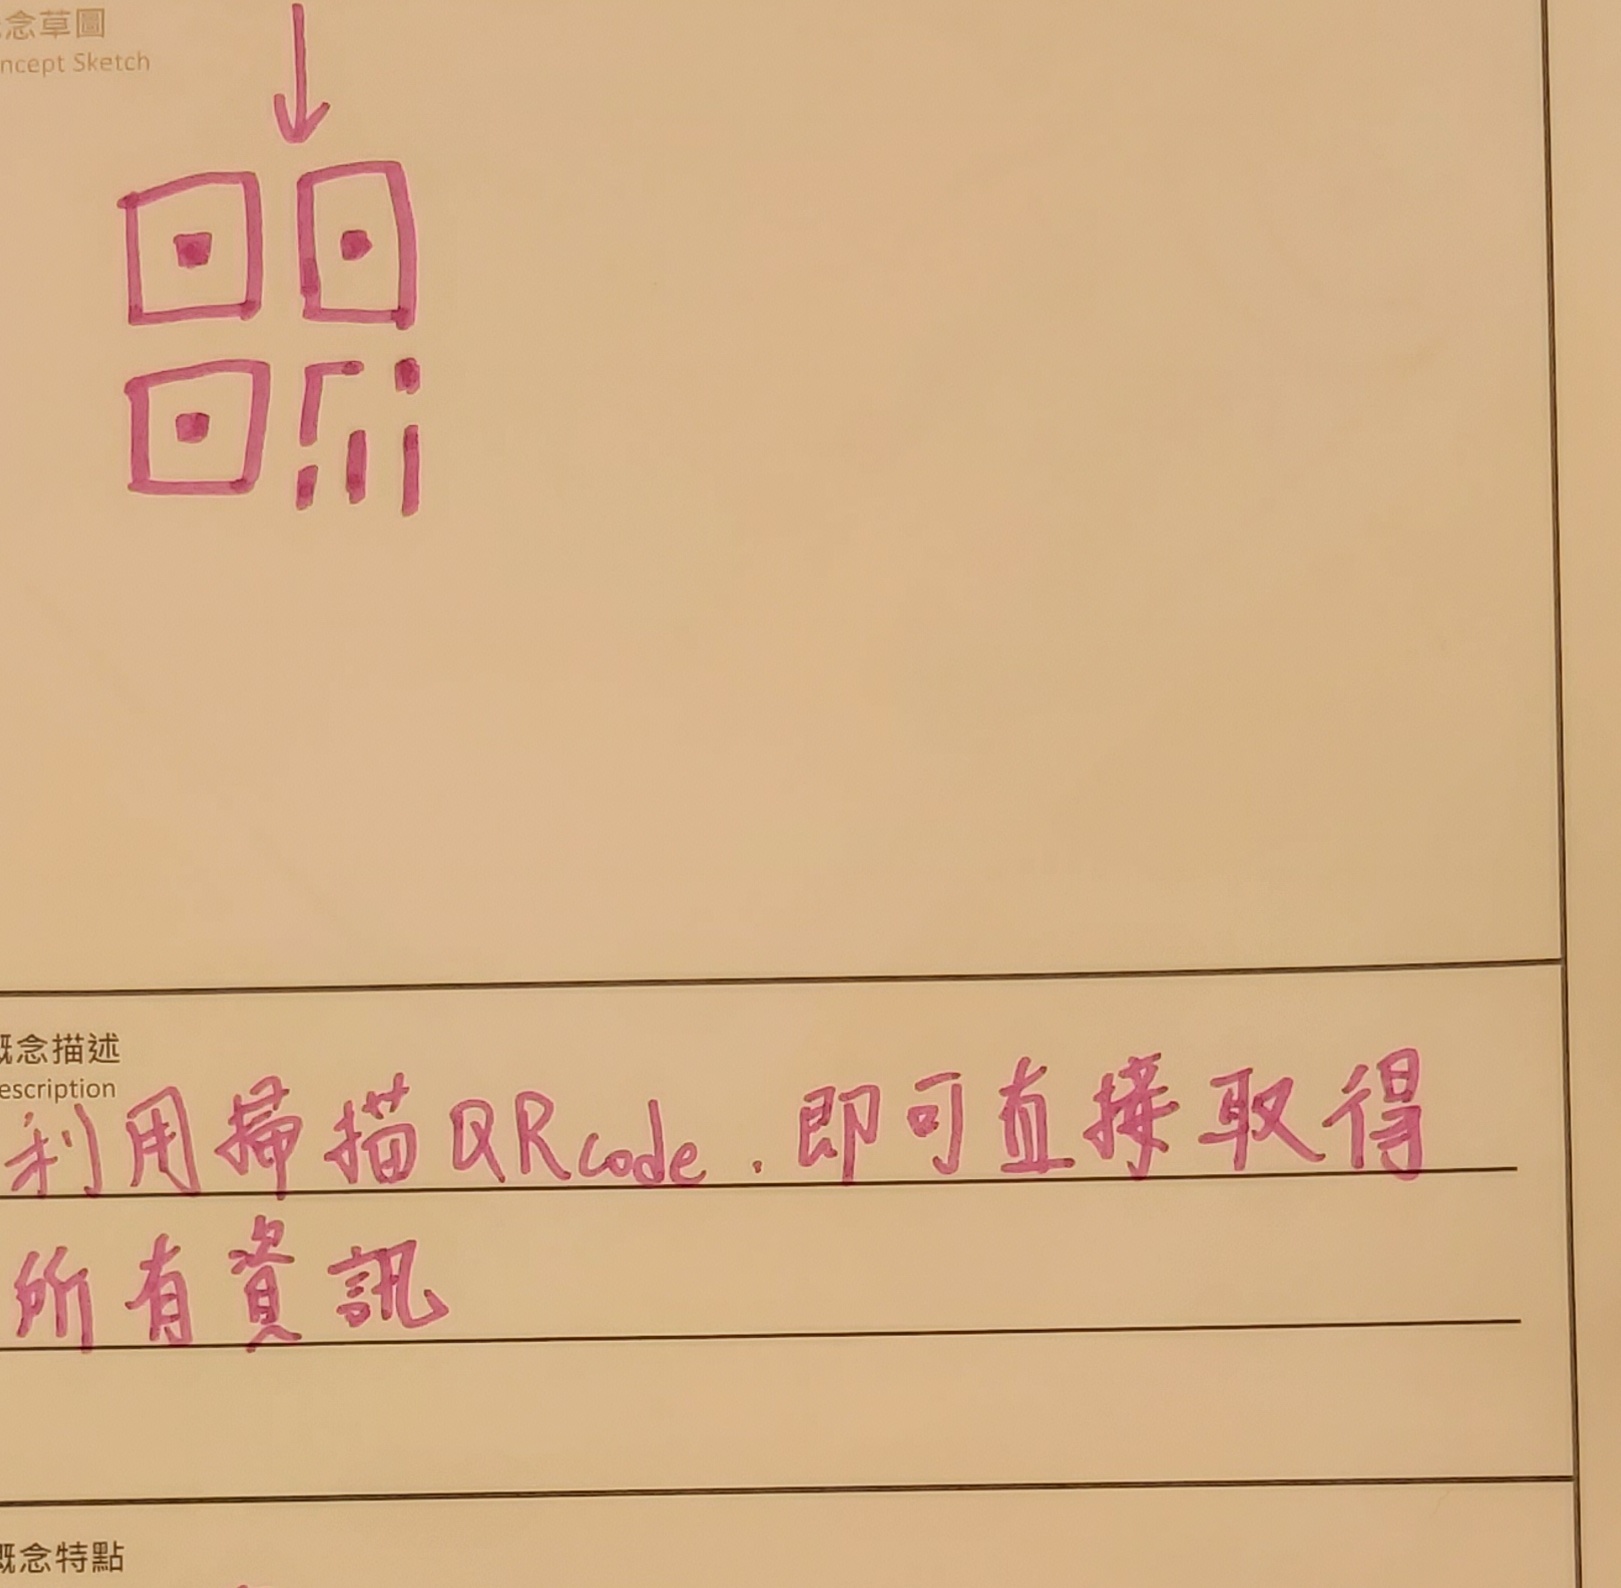 念草圖
ncept Sketch
概念描述
escription
利用掃描QRcode，即可直接取得
所有資訊
概念特點